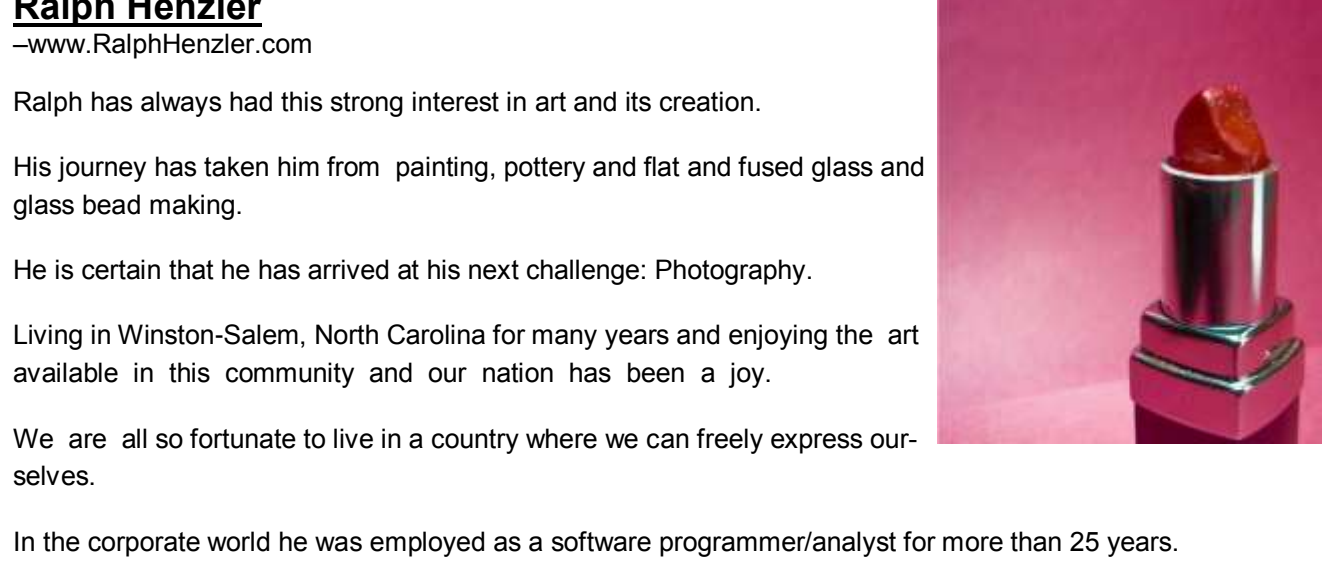 Ralph Henzler
–www.RalphHenzler.com
Ralph has always had this strong interest in art and its creation.
His journey has taken him from painting, pottery and flat and fused glass and
glass bead making.
He is certain that he has arrived at his next challenge: Photography.
Living in Winston-Salem, North Carolina for many years and enjoying the art
available in this community and our nation has been a joy.
We are all so fortunate to live in a country where we can freely express our-
selves.
In the corporate world he was employed as a software programmer/analyst for more than 25 years.